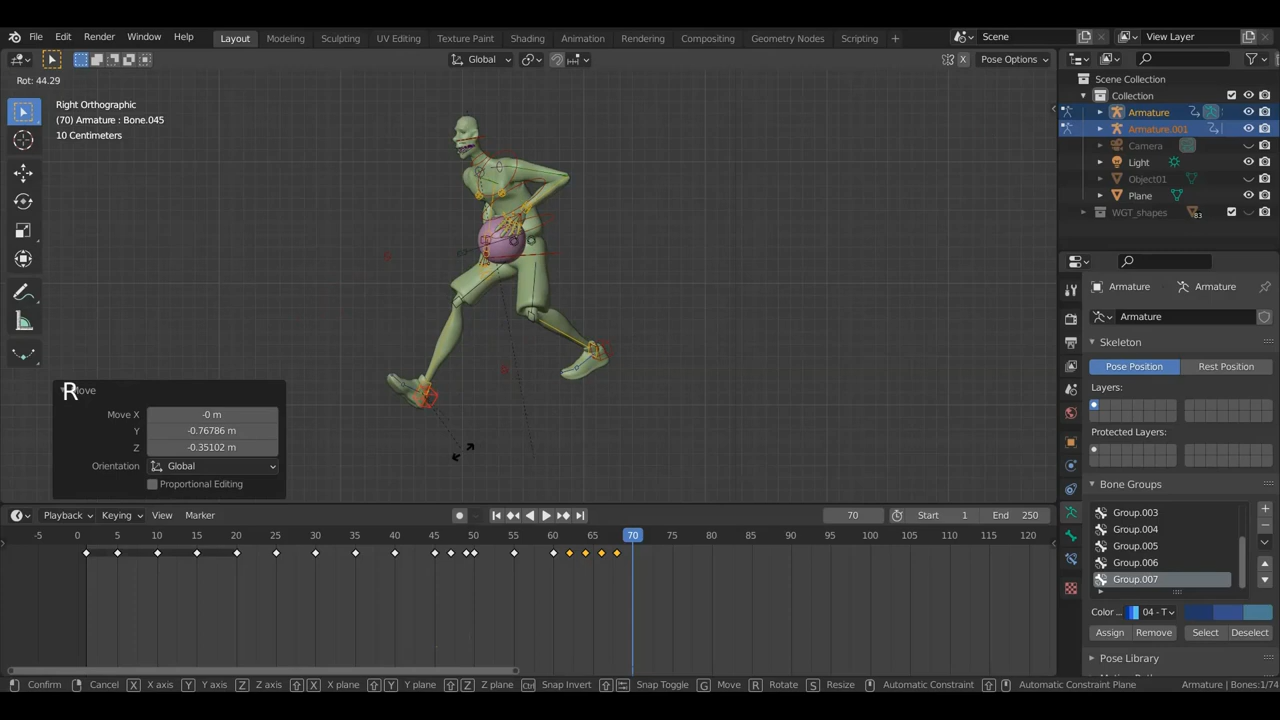 File Edit Render Window Help Layout Modeling Sculpting UV Editing Texture Paint Shading Animation Rendering Compositing Geometry Nodes Scripting + Scene View Layer
Global X Pose Options
Rot: 44.29
Right Orthographic
(70) Armature : Bone.045
10 Centimeters
Scene Collection
Collection
Armature
Armature.001
Camera
Light
Object01
Plane
WGT_shapes 83
Armature Armature
Armature
Skeleton
Pose Position Rest Position
Layers:
Protected Layers:
Bone Groups
Group.003
Group.004
Group.005
Group.006
Group.007
Color ... 04 - T
Assign Remove Select Deselect
Pose Library
R
Move
Move X -0 m
Y -0.76786 m
Z -0.35102 m
Orientation Global
Proportional Editing
Playback Keying View Marker 70 Start 1 End 250
-5 0 5 10 15 20 25 30 35 40 45 50 55 60 65 70 75 80 85 90 95 100 105 110 115 120
Confirm Cancel X X axis Y Y axis Z Z axis X X plane Y Y plane Z Z plane Ctrl Snap Invert Snap Toggle G Move R Rotate S Resize Automatic Constraint Automatic Constraint Plane Armature | Bones:1/74